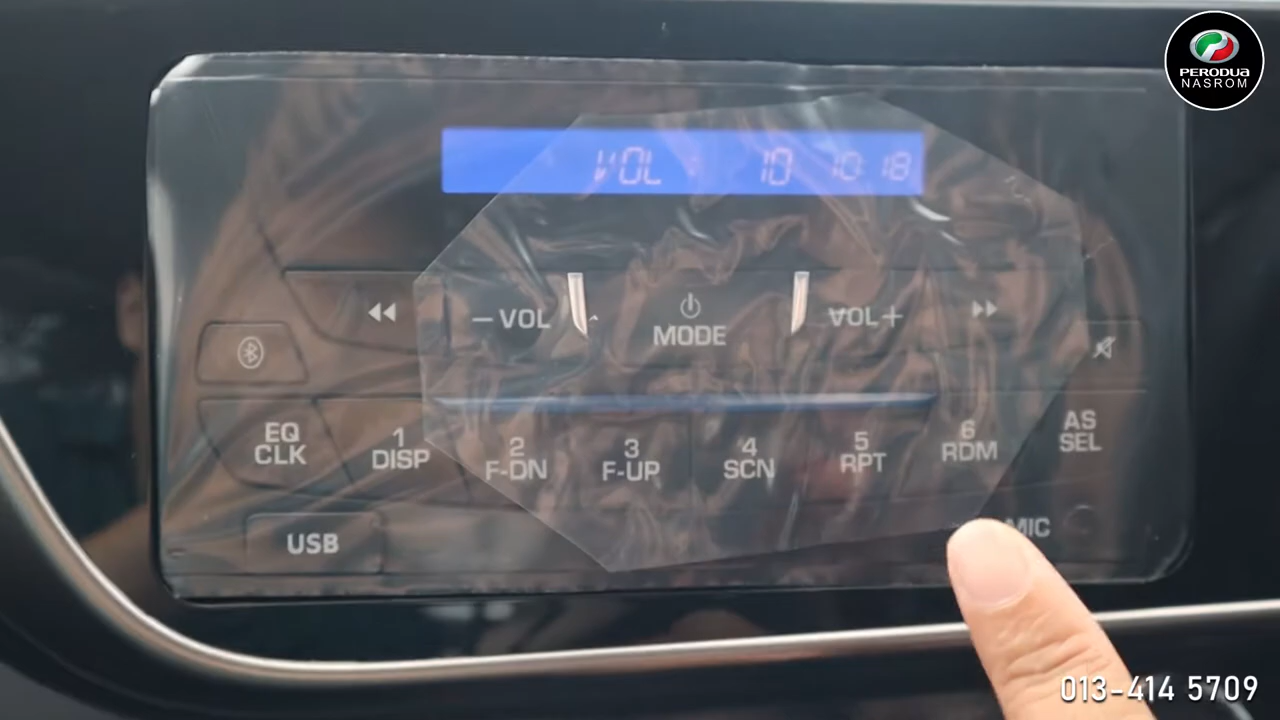 PERODUA
NASROM
VOL : 10 10:18
– VOL
MODE
VOL +
EQ
CLK
1
DISP
2
F-DN
3
F-UP
4
SCN
5
RPT
6
RDM
AS
SEL
USB
MIC
013-414 5709